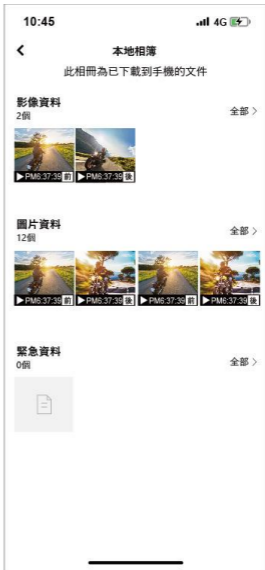 10:45 4G
本地相簿
此相冊為已下載到手機的文件
影像資料
2個 全部
PM6:37:39 前 PM6:37:39 後
圖片資料
12個 全部
PM6:37:39 前 PM6:37:39 後 PM6:37:39 前 PM6:37:39 後
緊急資料
0個 全部